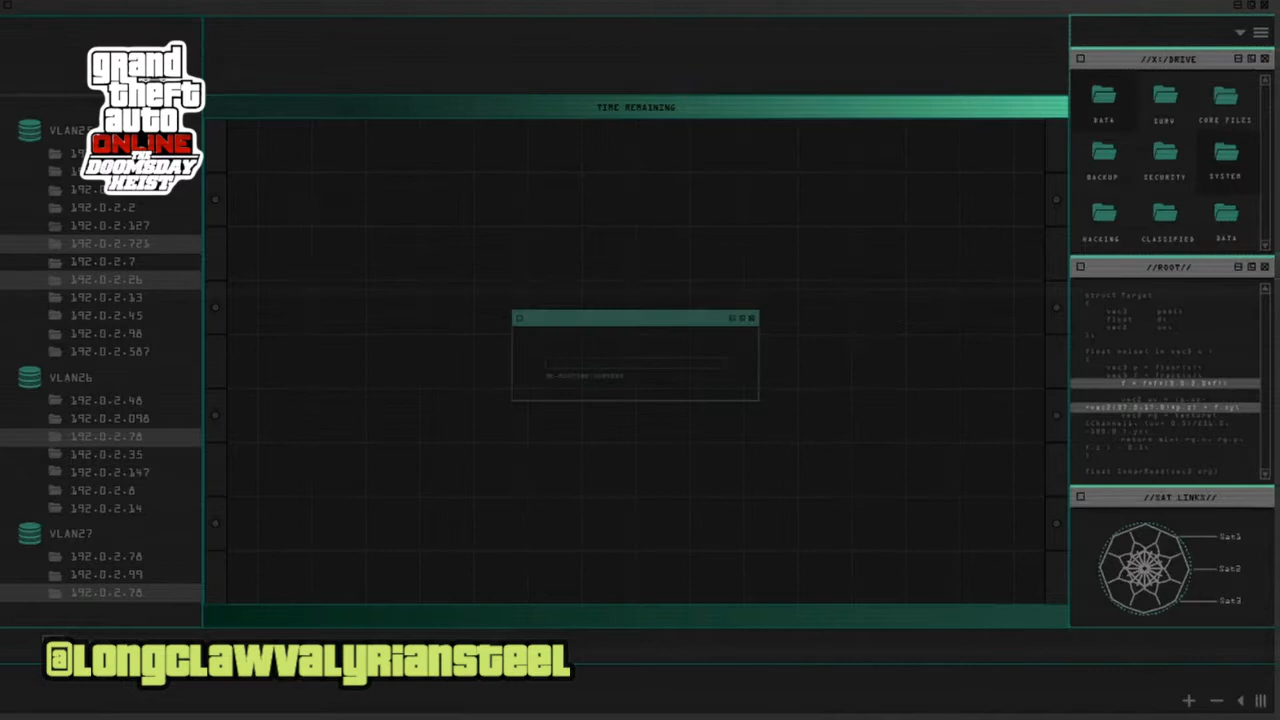 grand
theft
auto
ONLINE
THE
DOOMSDAY
HEIST
TIME REMAINING
192.0.2.2
192.0.2.127
192.0.2.721
192.0.2.7
192.0.2.26
192.0.2.13
192.0.2.45
192.0.2.98
192.0.2.587
VLAN26
192.0.2.48
192.0.2.098
192.0.2.78
192.0.2.35
192.0.2.147
192.0.2.8
192.0.2.14
VLAN27
192.0.2.78
192.0.2.99
192.0.2.78
//X:/DRIVE
DATA SURV CORE FILES
BACKUP SECURITY SYSTEM
HACKING CLASSIFIED DATA
//ROOT//
struct Target
{
//SAT LINKS//
Sat1
Sat2
Sat3
@LONGCLAWVALYRIANSTEEL